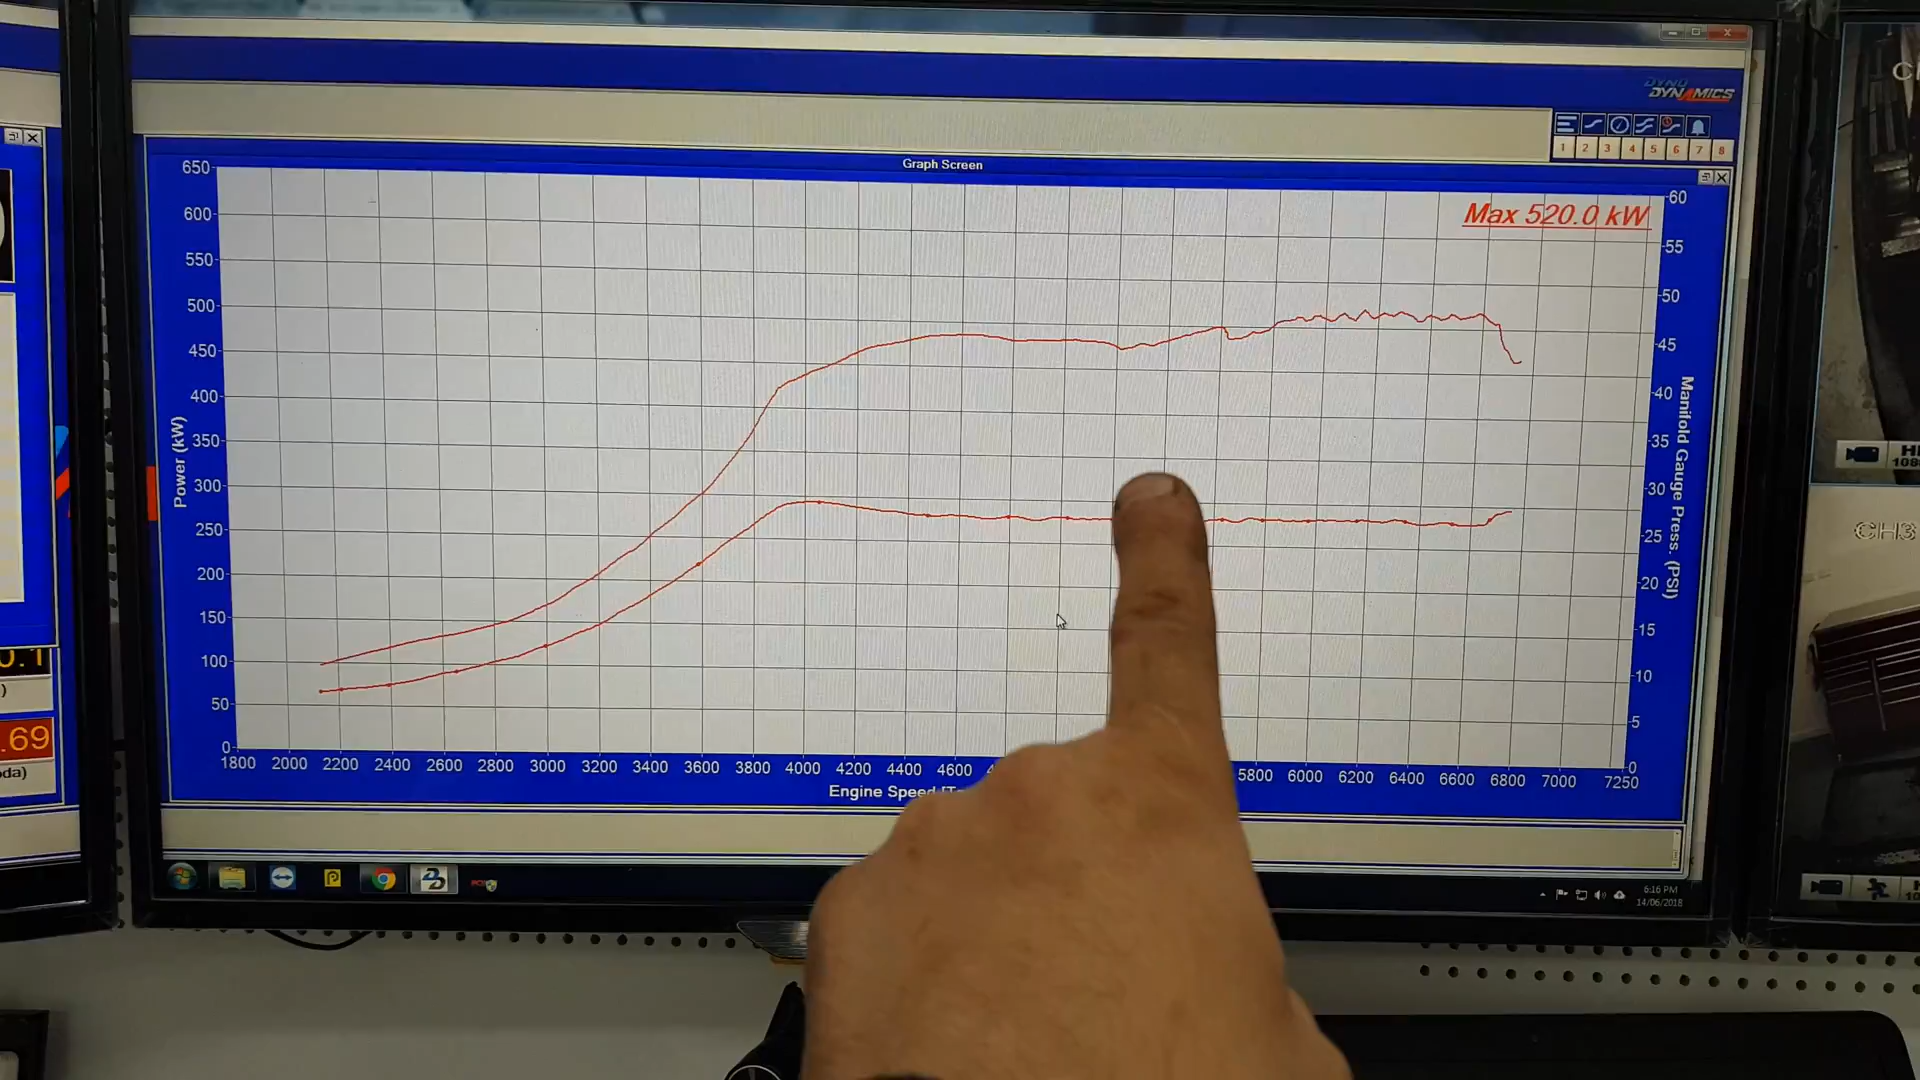 DYNO
DYNAMICS
1 2 3 4 5 6 7 8
Graph Screen
Max 520.0 kW
650
600
550
500
450
400
350
300
250
200
150
100
50
0
Power (kW)
60
55
50
45
40
35
30
25
20
15
10
5
0
Manifold Gauge Press. (PSI)
1800 2000 2200 2400 2600 2800 3000 3200 3400 3600 3800 4000 4200 4400 4600 5800 6000 6200 6400 6600 6800 7000 7250
Engine Speed
6:16 PM
14/06/2018
0.1
.69
CH3